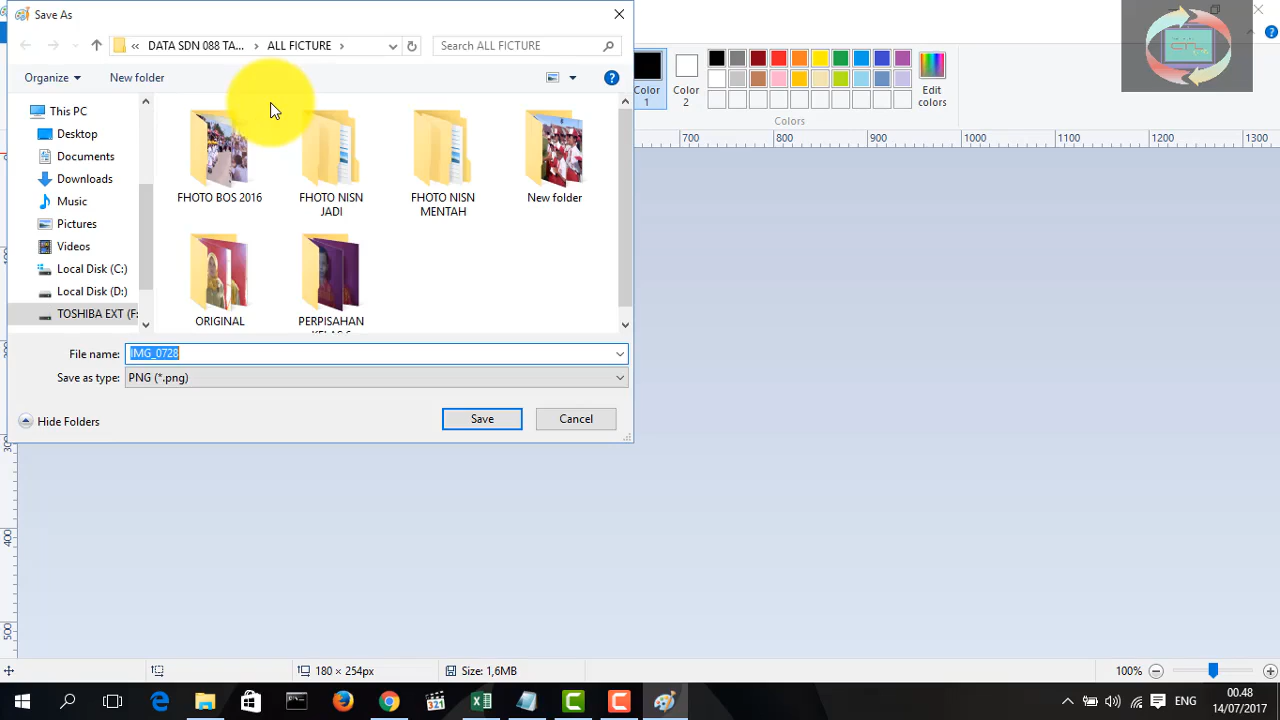 Save As
« DATA SDN 088 TA... › ALL FICTURE ›
Search ALL FICTURE
Organize
New folder
This PC
Desktop
Documents
Downloads
Music
Pictures
Videos
Local Disk (C:)
Local Disk (D:)
TOSHIBA EXT (F:
FHOTO BOS 2016
FHOTO NISN
JADI
FHOTO NISN
MENTAH
New folder
ORIGINAL
PERPISAHAN
KELAS 6
File name: IMG_0728
Save as type: PNG (*.png)
Hide Folders
Save
Cancel
Color
1
Color
2
Edit
colors
Colors
700 800 900 1000 1100 1200 1300
400
500
180 × 254px
Size: 1,6MB
100%
321
ENG
00.48
14/07/2017